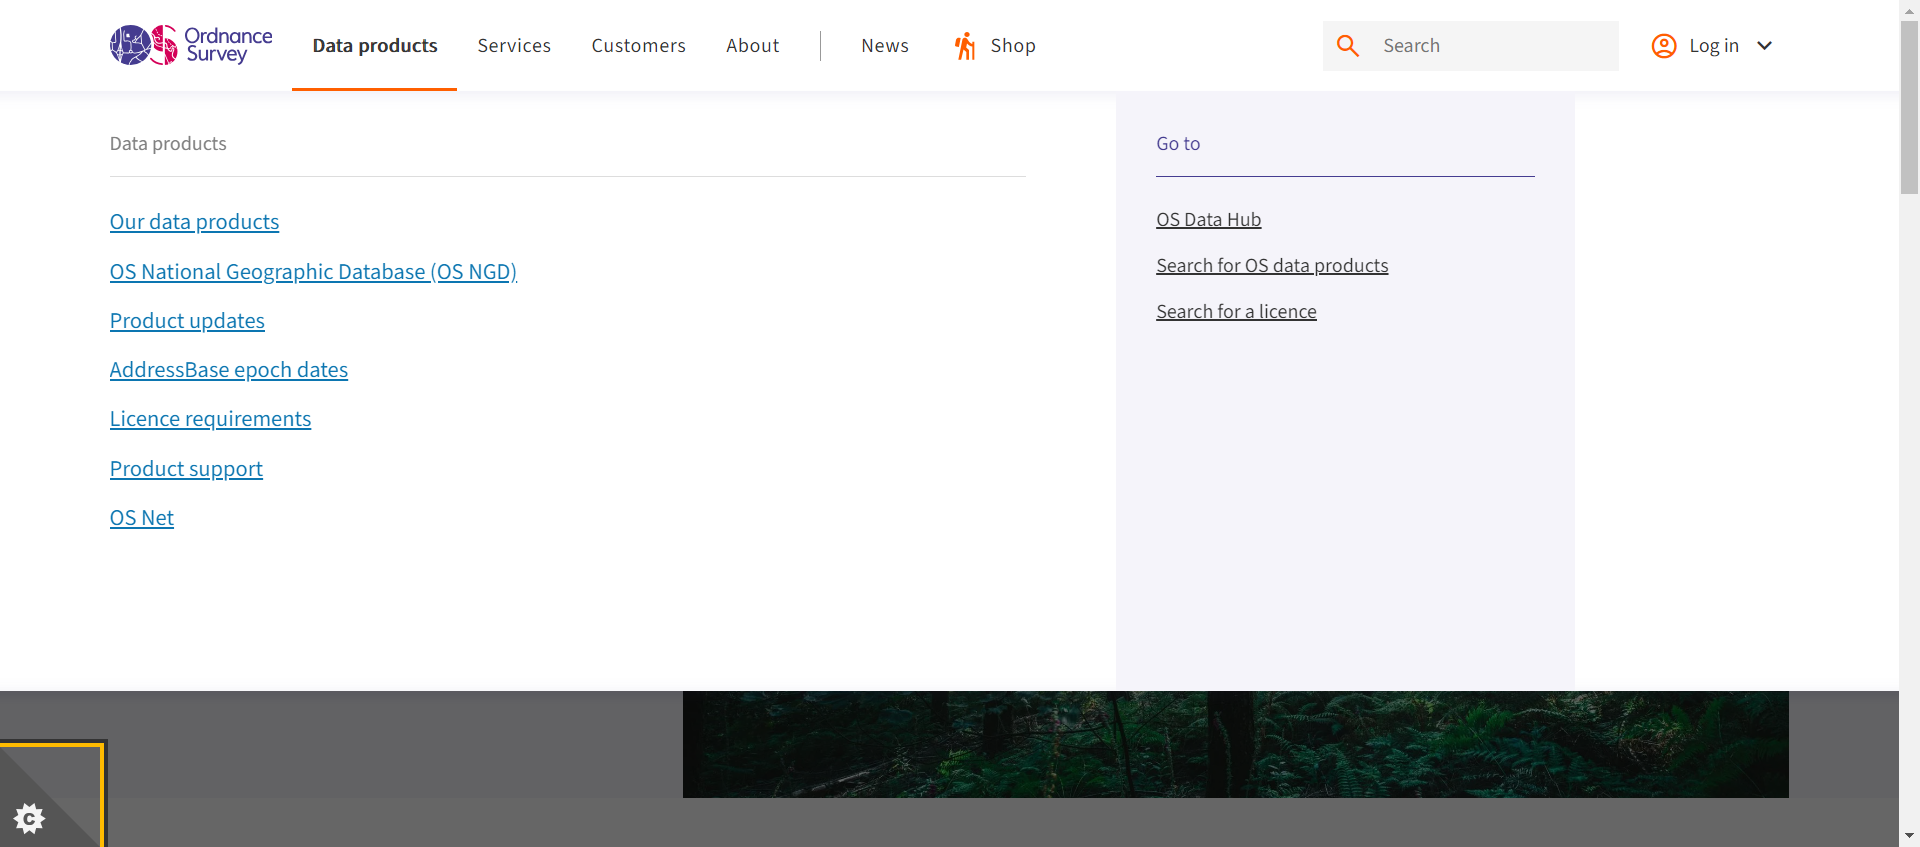 Ordnance
Survey
Data products
Services
Customers
About
News
Shop
Search
Log in
Data products
Our data products
OS National Geographic Database (OS NGD)
Product updates
AddressBase epoch dates
Licence requirements
Product support
OS Net
Go to
OS Data Hub
Search for OS data products
Search for a licence
C